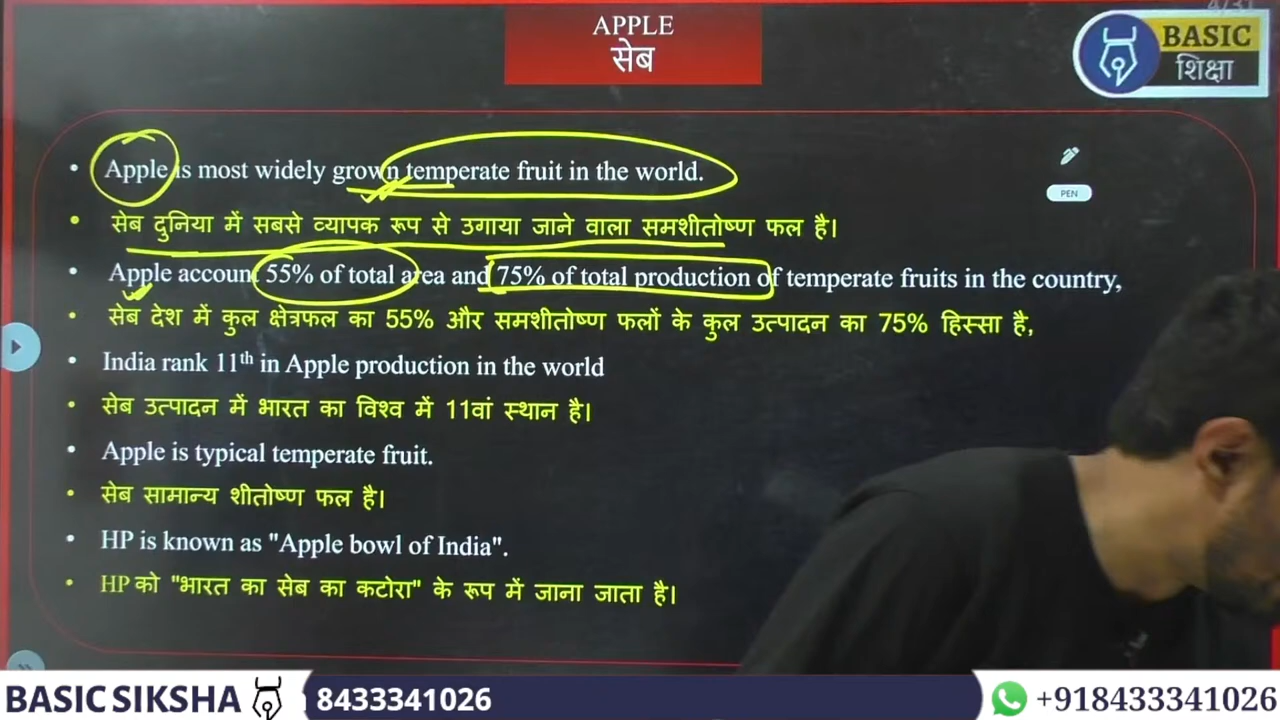 4/31
APPLE
सेब
BASIC
शिक्षा
• Apple is most widely grown temperate fruit in the world.
PEN
• सेब दुनिया में सबसे व्यापक रूप से उगाया जाने वाला समशीतोष्ण फल है।
• Apple account 55% of total area and 75% of total production of temperate fruits in the country,
• सेब देश में कुल क्षेत्रफल का 55% और समशीतोष्ण फलों के कुल उत्पादन का 75% हिस्सा है,
• India rank 11th in Apple production in the world
• सेब उत्पादन में भारत का विश्व में 11वां स्थान है।
• Apple is typical temperate fruit.
• सेब सामान्य शीतोष्ण फल है।
• HP is known as "Apple bowl of India".
• HP को "भारत का सेब का कटोरा" के रूप में जाना जाता है।
BASIC SIKSHA 8433341026 +918433341026